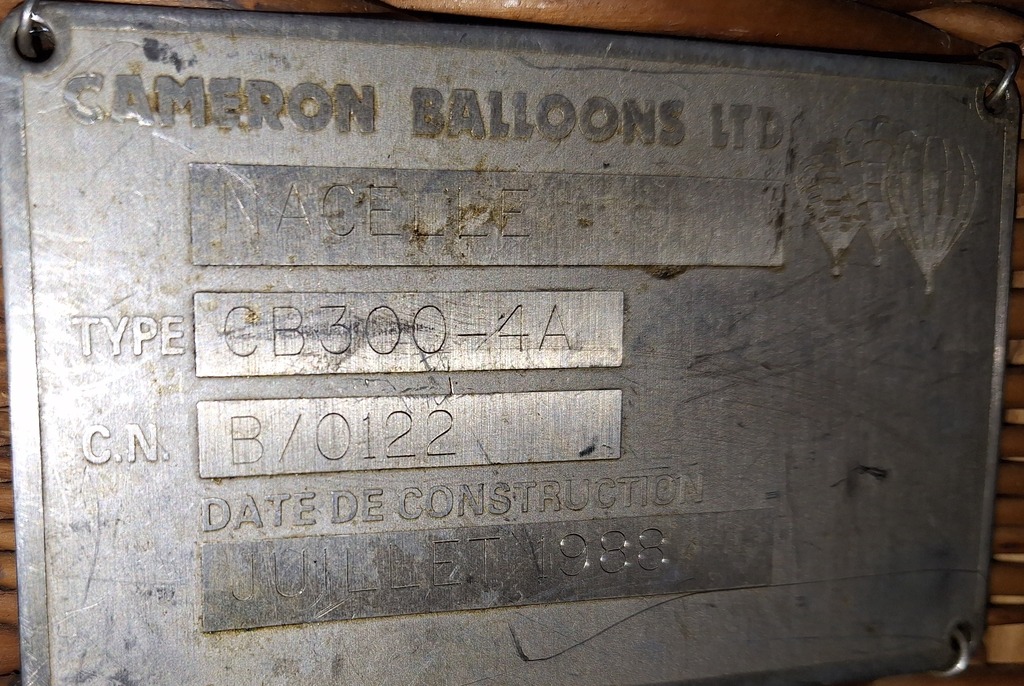 CAMERON BALLOONS LTD
NACELLE
TYPE CB300-4A
C.N. B/0122
DATE DE CONSTRUCTION
JUILLET 1988